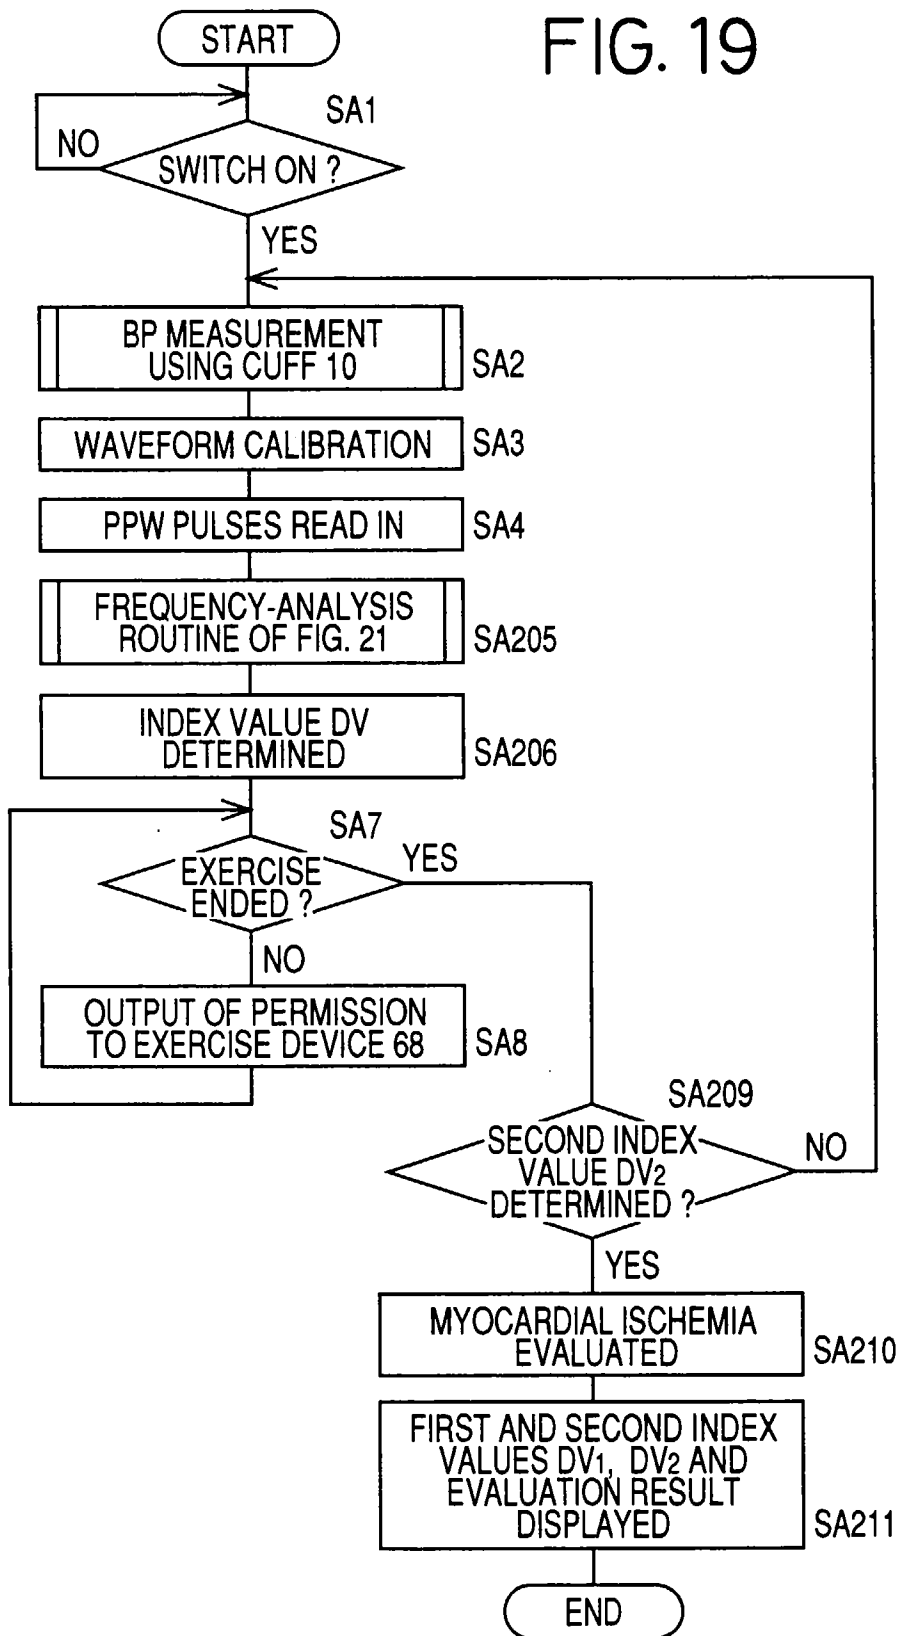 FIG. 19
START
SA1
NO
SWITCH ON ?
YES
BP MEASUREMENT
USING CUFF 10
SA2
WAVEFORM CALIBRATION
SA3
PPW PULSES READ IN
SA4
FREQUENCY-ANALYSIS
ROUTINE OF FIG. 21
SA205
INDEX VALUE DV
DETERMINED
SA206
SA7
EXERCISE
ENDED ?
YES
NO
OUTPUT OF PERMISSION
TO EXERCISE DEVICE 68
SA8
SA209
SECOND INDEX
VALUE DV2
DETERMINED ?
NO
YES
MYOCARDIAL ISCHEMIA
EVALUATED
SA210
FIRST AND SECOND INDEX
VALUES DV1, DV2 AND
EVALUATION RESULT
DISPLAYED
SA211
END